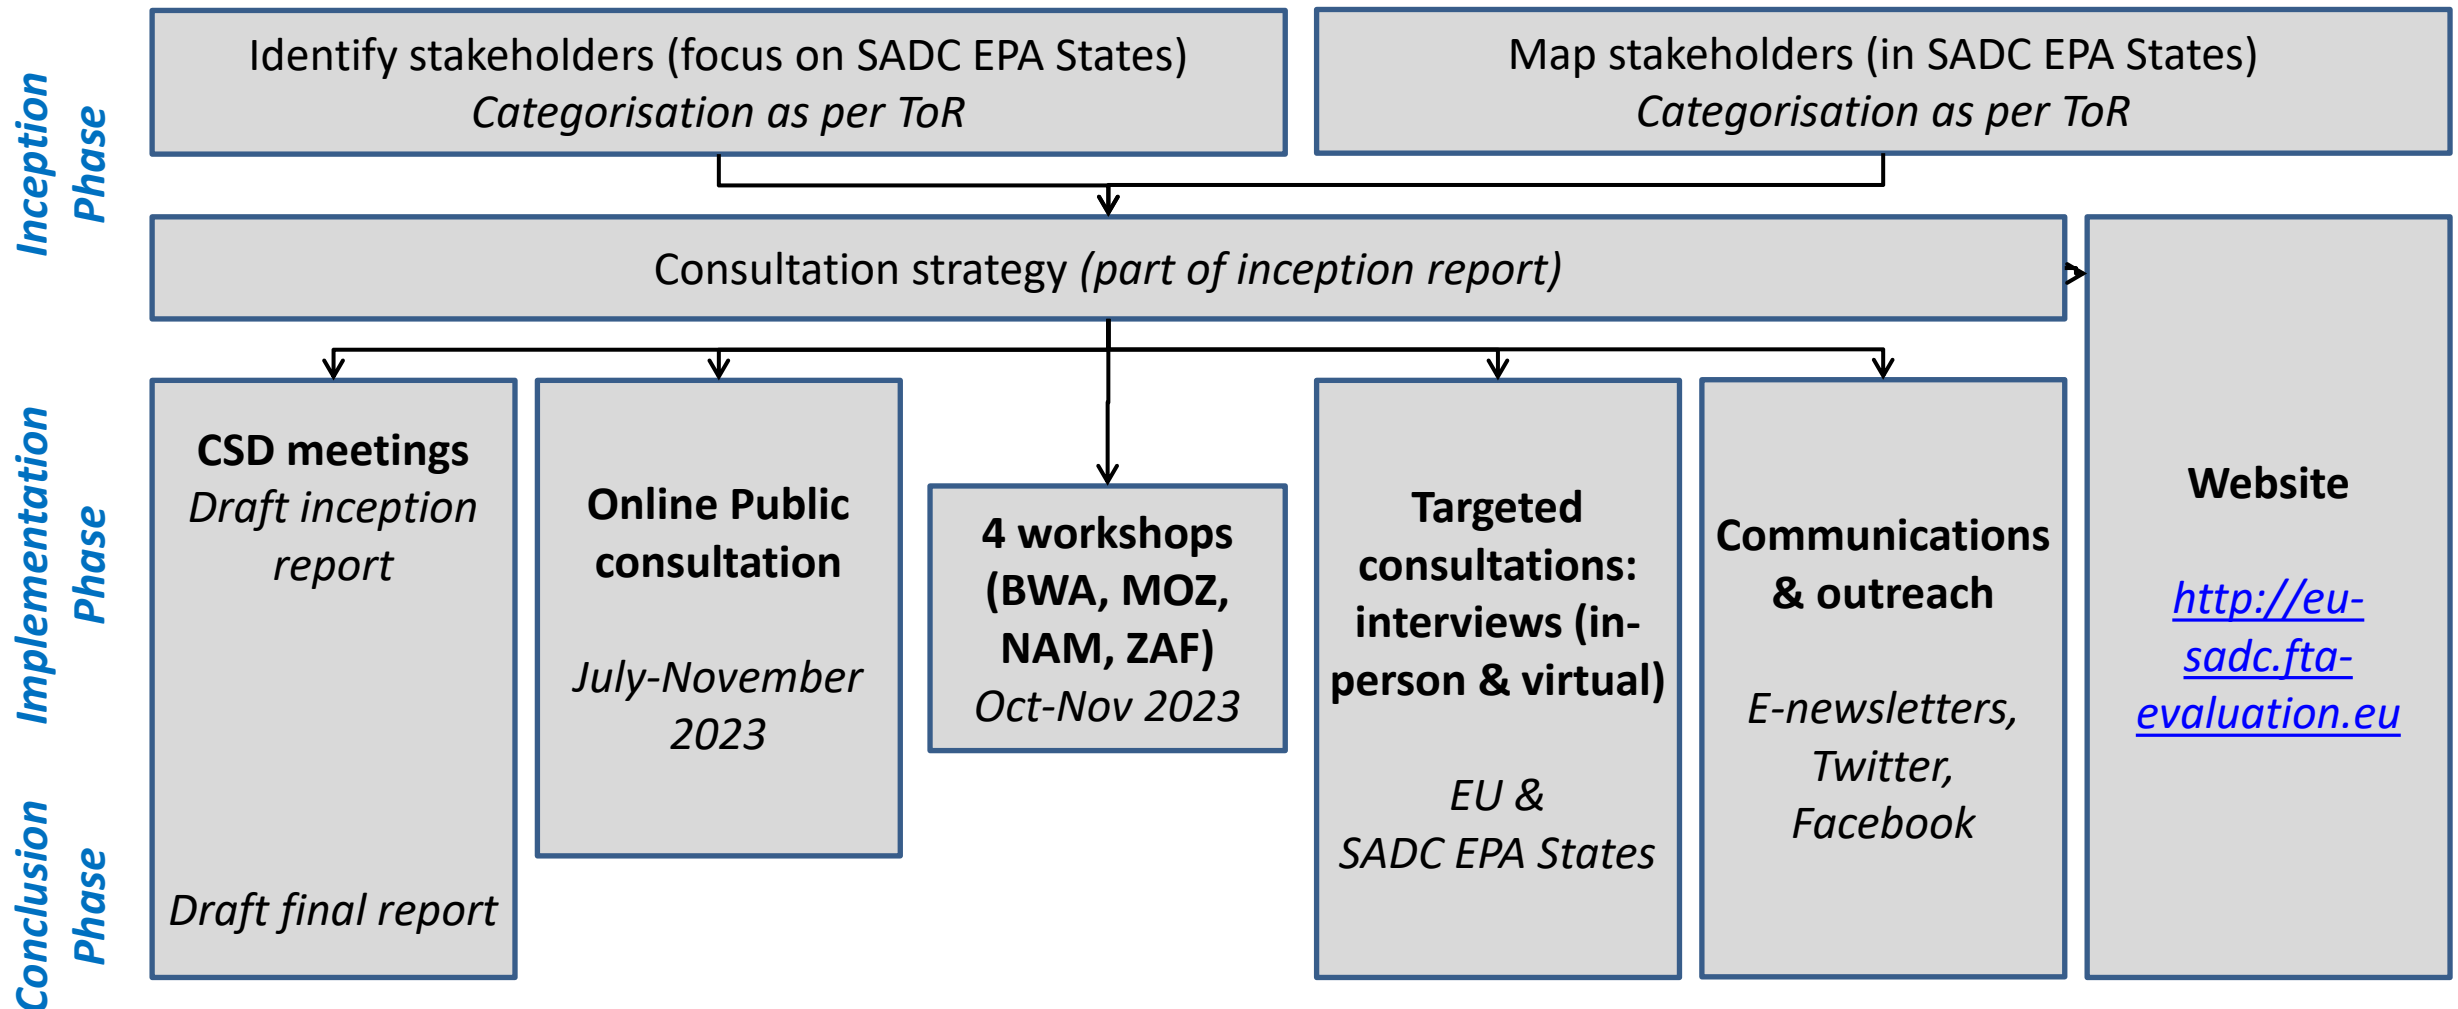 Inception
Phase
Identify stakeholders (focus on SADC EPA States)
Categorisation as per ToR
Map stakeholders (in SADC EPA States)
Categorisation as per ToR
Consultation strategy (part of inception report)
Implementation
Phase
CSD meetings
Draft inception
report
Draft final report
Online Public
consultation
July-November
2023
4 workshops
(BWA, MOZ,
NAM, ZAF)
Oct-Nov 2023
Targeted
consultations:
interviews (in-
person & virtual)
EU &
SADC EPA States
Communications
& outreach
E-newsletters,
Twitter,
Facebook
Website
http://eu-
sadc.fta-
evaluation.eu
Conclusion
Phase